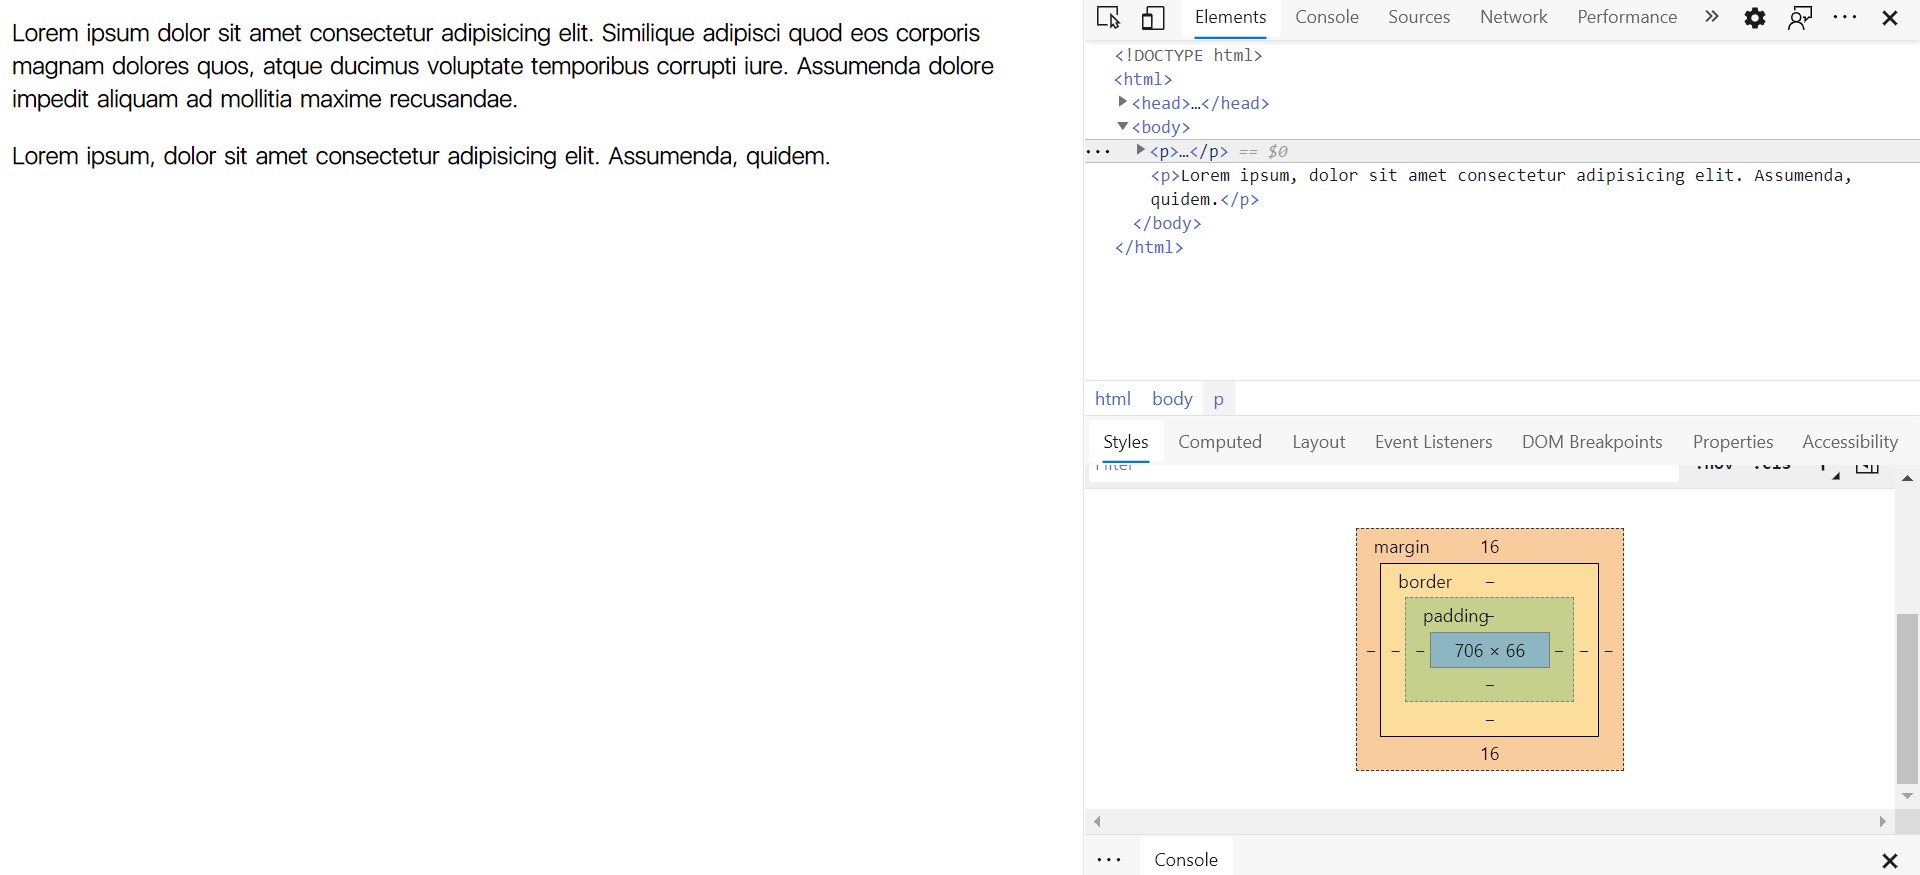 Lorem ipsum dolor sit amet consectetur adipisicing elit. Similique adipisci quod eos corporis
magnam dolores quos, atque ducimus voluptate temporibus corrupti iure. Assumenda dolore
impedit aliquam ad mollitia maxime recusandae.
Lorem ipsum, dolor sit amet consectetur adipisicing elit. Assumenda, quidem.
Elements Console Sources Network Performance »
<!DOCTYPE html>
<html>
<head>…</head>
<body>
<p>…</p> == $0
<p>Lorem ipsum, dolor sit amet consectetur adipisicing elit. Assumenda,
quidem.</p>
</body>
</html>
html body p
Styles Computed Layout Event Listeners DOM Breakpoints Properties Accessibility
Filter :hov .cls +
margin 16
border –
padding –
– – – 706 × 66 – – –
–
–
16
Console